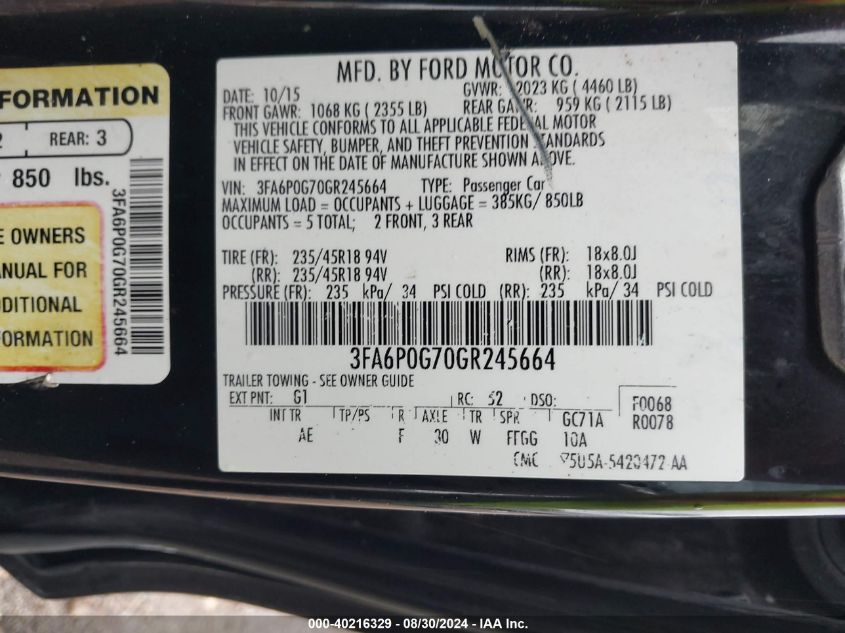 FORMATION
REAR: 3
850 lbs.
E OWNERS
ANUAL FOR
DDITIONAL
FORMATION
3FA6P0G70GR245664
MFD. BY FORD MOTOR CO.
DATE: 10/15 GVWR: 2023 KG ( 4460 LB)
FRONT GAWR: 1068 KG ( 2355 LB) REAR GAWR: 959 KG ( 2115 LB)
THIS VEHICLE CONFORMS TO ALL APPLICABLE FEDERAL MOTOR
VEHICLE SAFETY, BUMPER, AND THEFT PREVENTION STANDARDS
IN EFFECT ON THE DATE OF MANUFACTURE SHOWN ABOVE.
VIN: 3FA6P0G70GR245664 TYPE: Passenger Car
MAXIMUM LOAD = OCCUPANTS + LUGGAGE = 385KG/ 850LB
OCCUPANTS = 5 TOTAL; 2 FRONT, 3 REAR
TIRE (FR): 235/45R18 94V RIMS (FR): 18x8.0J
(RR): 235/45R18 94V (RR): 18x8.0J
PRESSURE (FR): 235 kPa/ 34 PSI COLD (RR): 235 kPa/ 34 PSI COLD
3FA6P0G70GR245664
TRAILER TOWING - SEE OWNER GUIDE
EXT PNT: G1 RC: 52 DSO: F0068
INT TR TP/PS R AXLE TR SPR GC71A R0078
AE F 30 W FFGG 10A
000-40216329 - 08/30/2024 - 08:35:30 AM